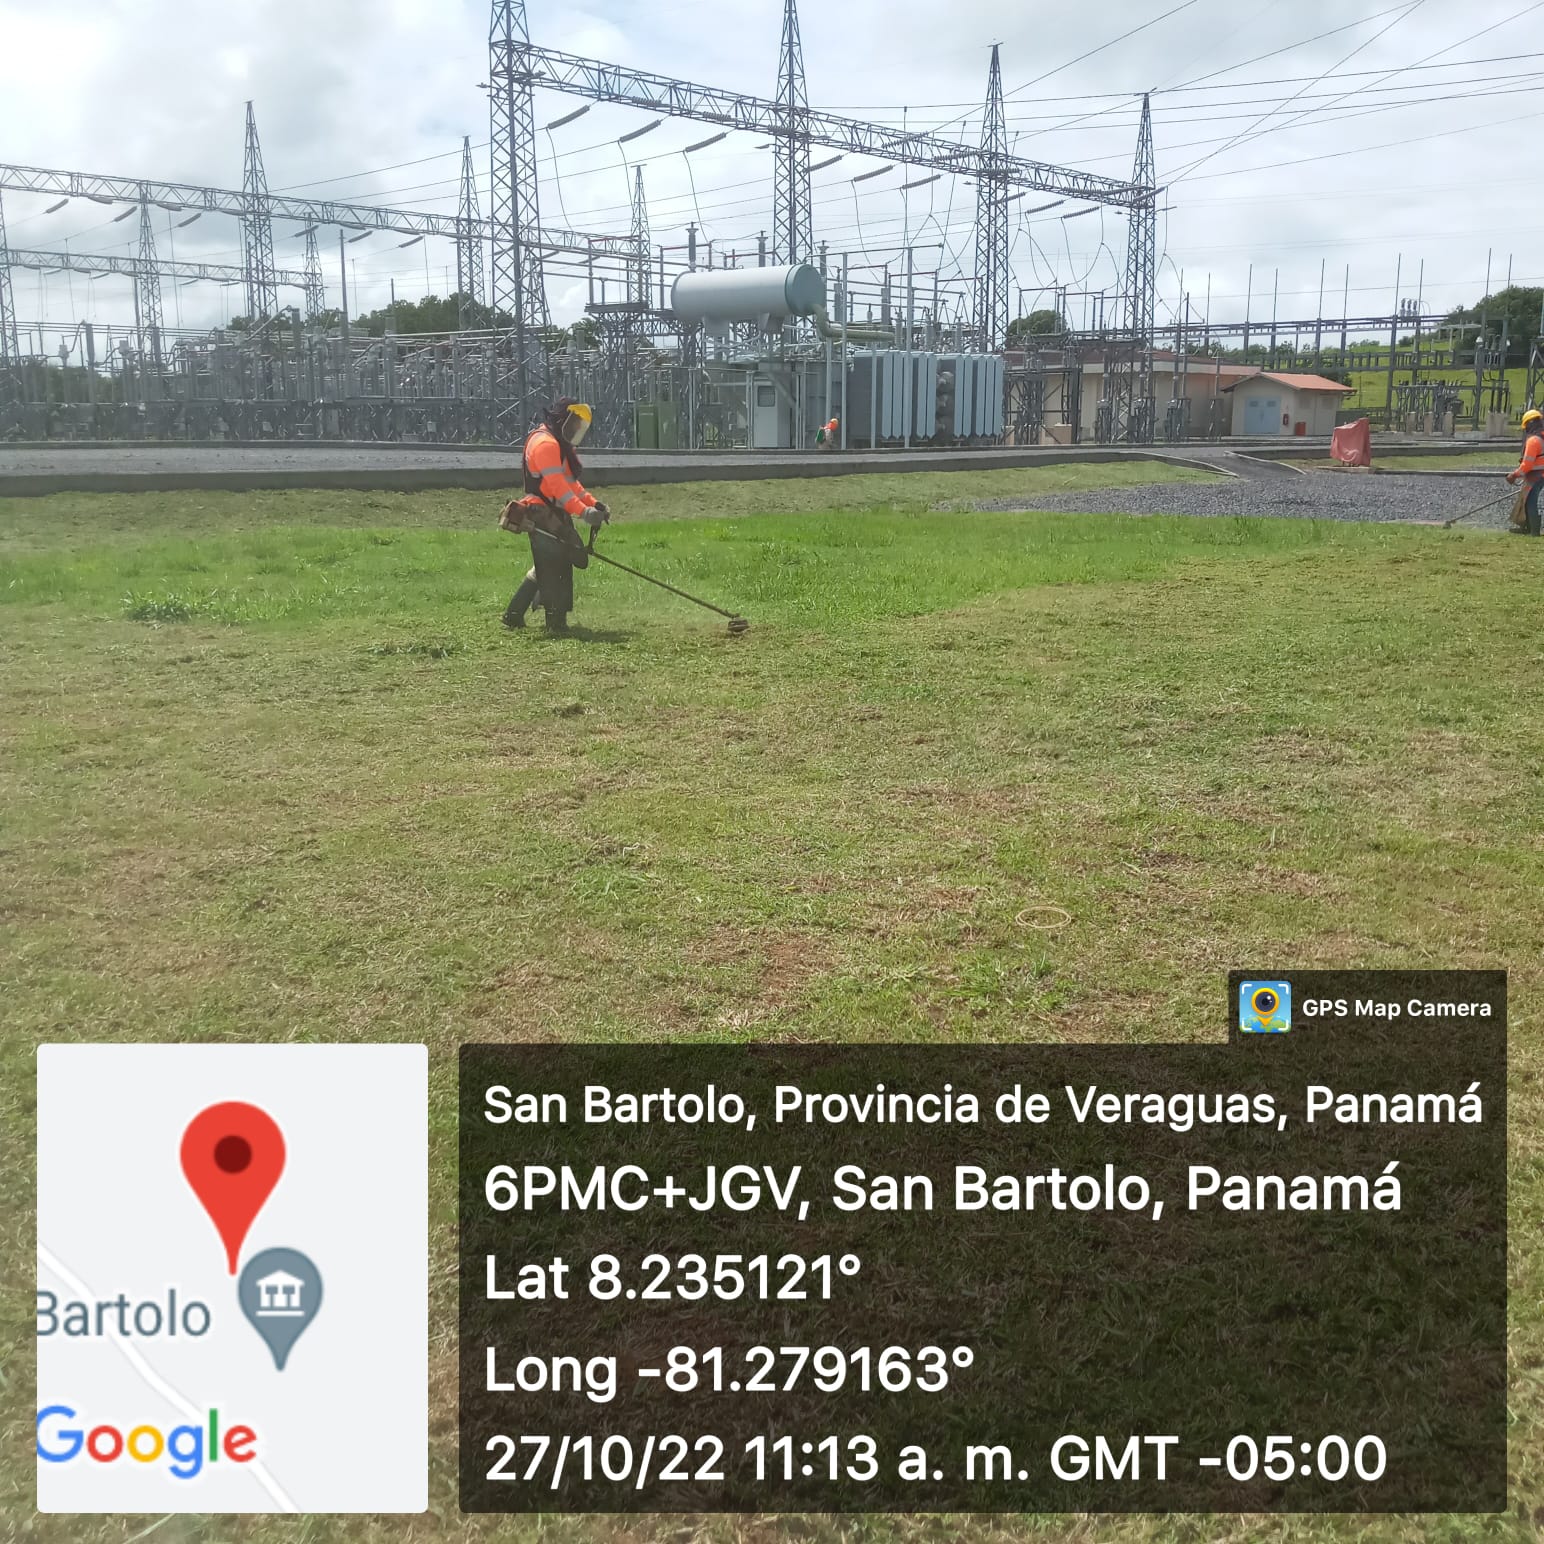 GPS Map Camera
San Bartolo, Provincia de Veraguas, Panamá
6PMC+JGV, San Bartolo, Panamá
Lat 8.235121°
Long -81.279163°
27/10/22 11:13 a. m. GMT -05:00
Bartolo
Google